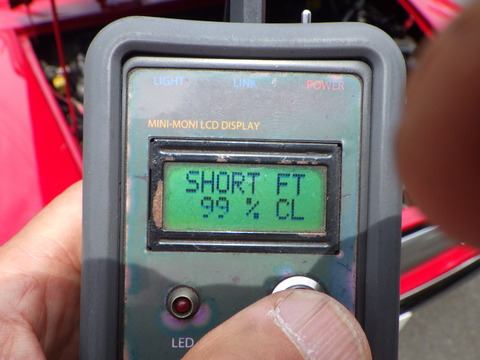 LIGHT LINK POWER
MINI-MONI LCD DISPLAY
SHORT FT
99 % CL
LED